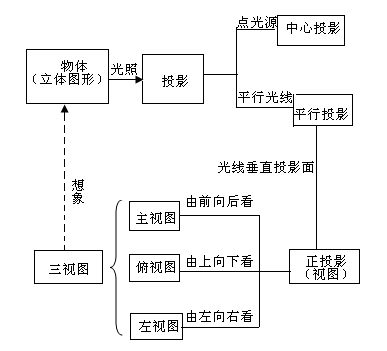 点光源
中心投影
物体
(立体图形)
光照
投影
平行光线
平行投影
想象
光线垂直投影面
主视图
由前向后看
三视图
俯视图
由上向下看
正投影
(视图)
左视图
由左向右看